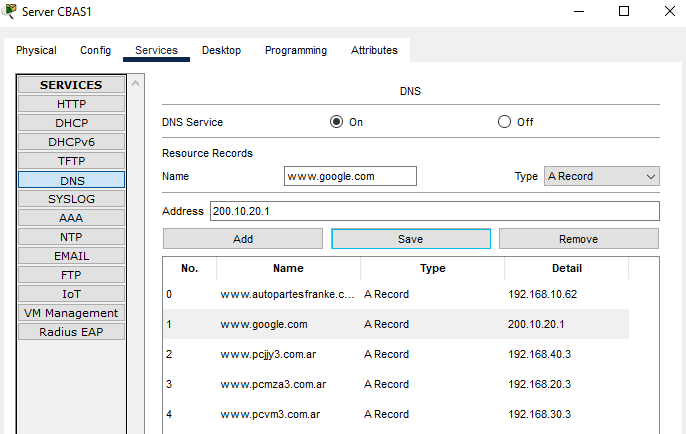 Server CBAS1
Physical Config Services Desktop Programming Attributes
SERVICES
HTTP
DHCP
DHCPv6
TFTP
DNS
SYSLOG
AAA
NTP
EMAIL
FTP
IoT
VM Management
Radius EAP
DNS
DNS Service On Off
Resource Records
Name www.google.com Type A Record
Address 200.10.20.1
Add Save Remove
No. Name Type Detail
0 www.autopartesfranke.c... A Record 192.168.10.62
1 www.google.com A Record 200.10.20.1
2 www.pcjjy3.com.ar A Record 192.168.40.3
3 www.pcmza3.com.ar A Record 192.168.20.3
4 www.pcvm3.com.ar A Record 192.168.30.3